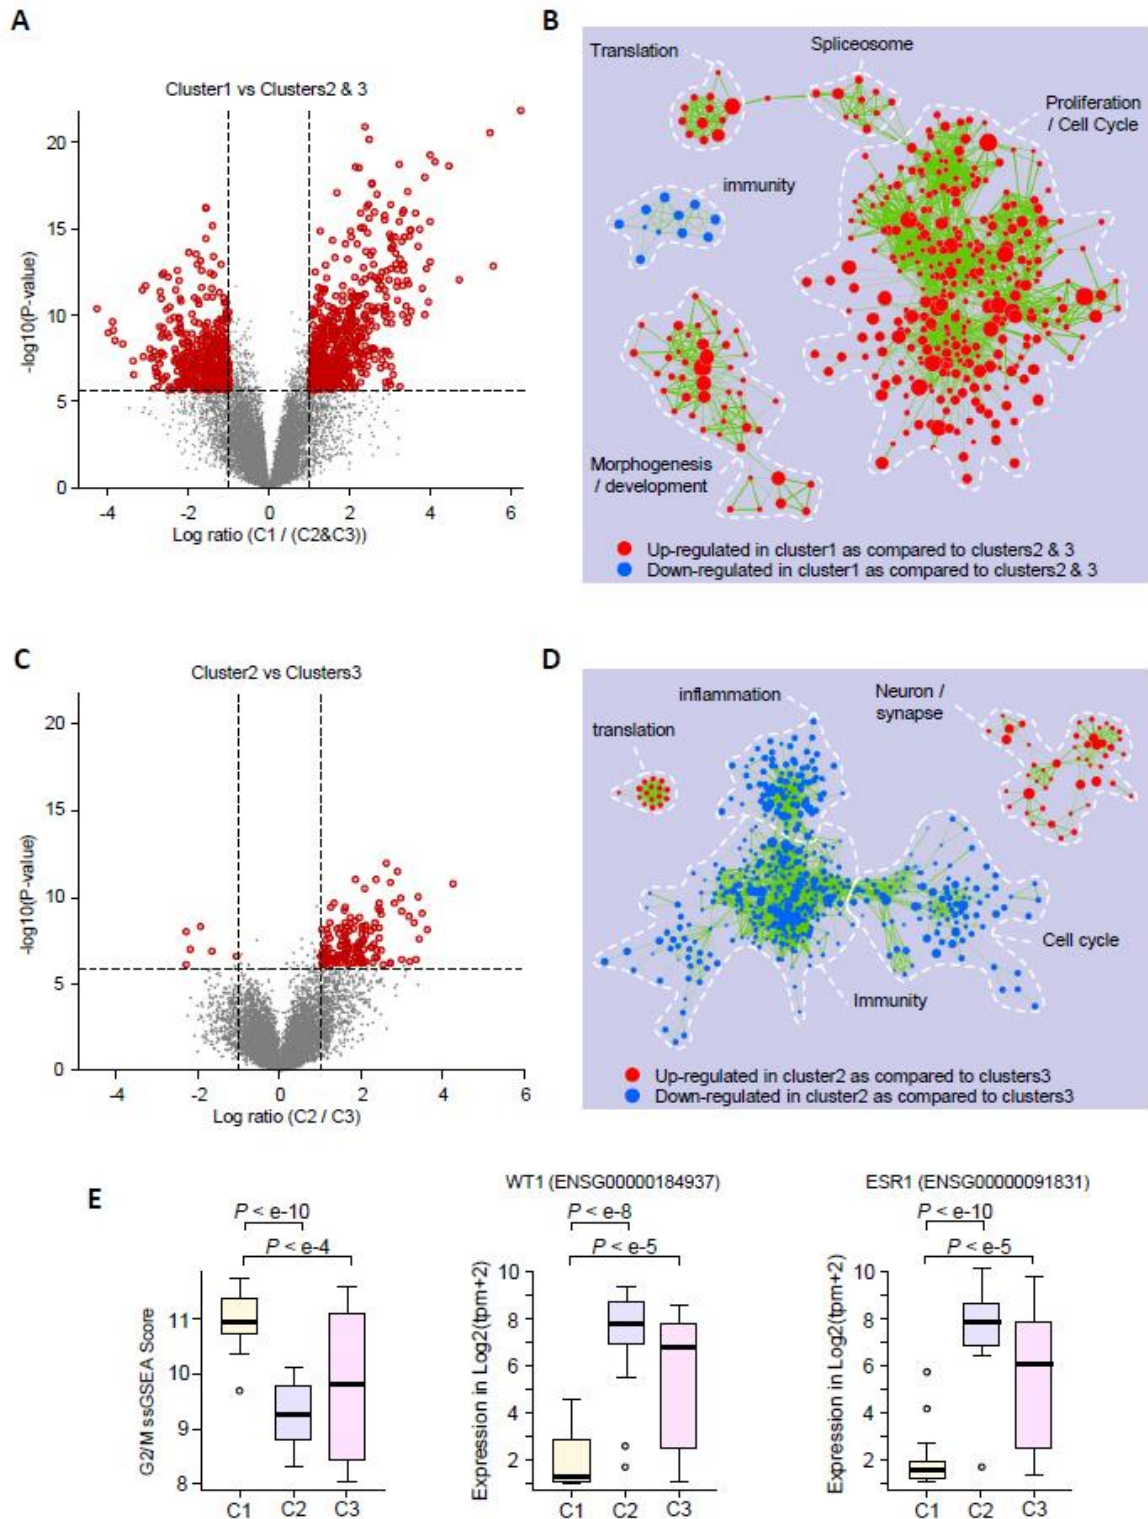 A
Cluster1 vs Clusters2 & 3
-log10(P-value)
20
15
10
5
0
-4 -2 0 2 4 6
Log ratio (C1 / (C2&C3))
B
Translation
Spliceosome
Proliferation
/ Cell Cycle
immunity
Morphogenesis
/ development
Up-regulated in cluster1 as compared to clusters2 & 3
Down-regulated in cluster1 as compared to clusters2 & 3
C
Cluster2 vs Clusters3
-log10(P-value)
20
15
10
5
0
-4 -2 0 2 4 6
Log ratio (C2 / C3)
D
inflammation
Neuron /
synapse
translation
Cell cycle
Immunity
Up-regulated in cluster2 as compared to clusters3
Down-regulated in cluster2 as compared to clusters3
E
P < e-10
P < e-4
G2/M ssGSEA Score
11
10
9
8
C1 C2 C3
WT1 (ENSG00000184937)
P < e-8
P < e-5
Expression in Log2(tpm+2)
10
8
6
4
2
C1 C2 C3
ESR1 (ENSG00000091831)
P < e-10
P < e-5
Expression in Log2(tpm+2)
10
8
6
4
2
C1 C2 C3